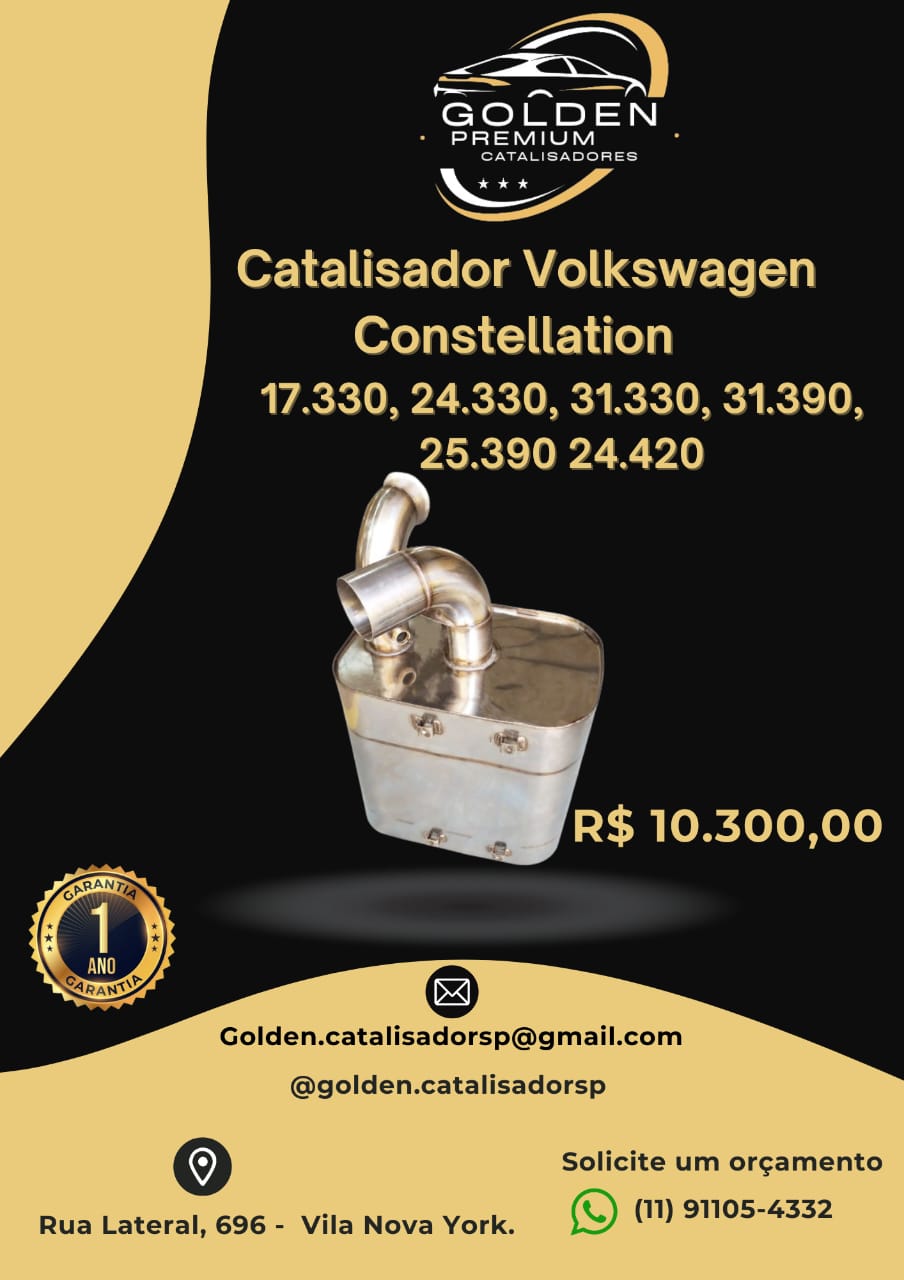 GOLDEN
PREMIUM
CATALISADORES
Catalisador Volkswagen
Constellation
17.330, 24.330, 31.330, 31.390,
25.390 24.420
R$ 10.300,00
GARANTIA
1
ANO
GARANTIA
Golden.catalisadorsp@gmail.com
@golden.catalisadorsp
Solicite um orçamento
(11) 91105-4332
Rua Lateral, 696 - Vila Nova York.